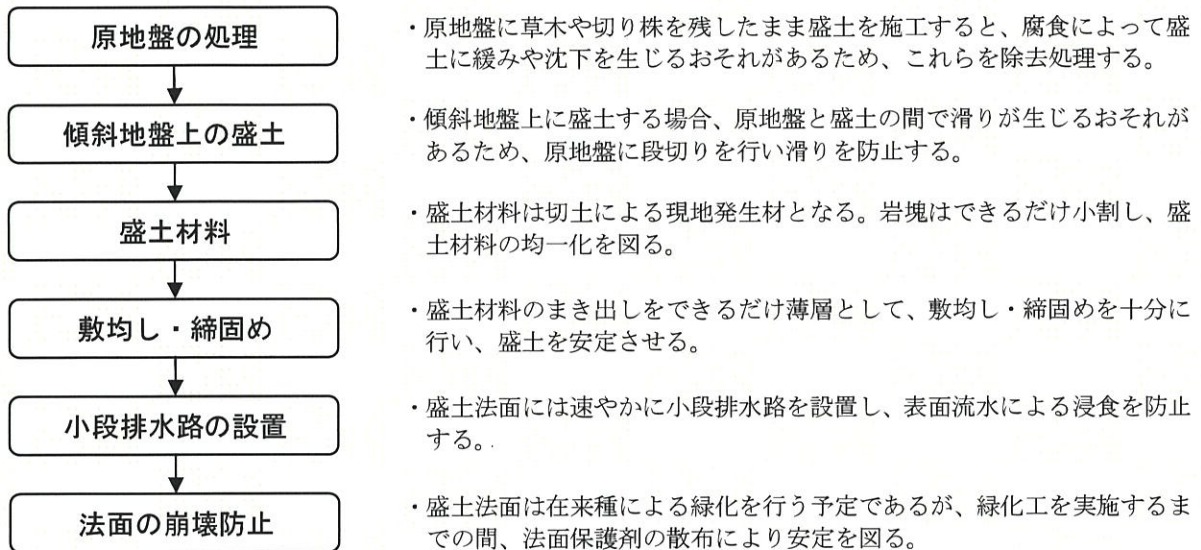 原地盤の処理
・原地盤に草木や切り株を残したまま盛土を施工すると、腐食によって盛
土に緩みや沈下を生じるおそれがあるため、これらを除去処理する。
傾斜地盤上の盛土
・傾斜地盤上に盛土する場合、原地盤と盛土の間で滑りが生じるおそれが
あるため、原地盤に段切りを行い滑りを防止する。
盛土材料
・盛土材料は切土による現地発生材となる。岩塊はできるだけ小割し、盛
土材料の均一化を図る。
敷均し・締固め
・盛土材料のまき出しをできるだけ薄層として、敷均し・締固めを十分に
行い、盛土を安定させる。
小段排水路の設置
・盛土法面には速やかに小段排水路を設置し、表面流水による浸食を防止
する。
法面の崩壊防止
・盛土法面は在来種による緑化を行う予定であるが、緑化工を実施するま
での間、法面保護剤の散布により安定を図る。